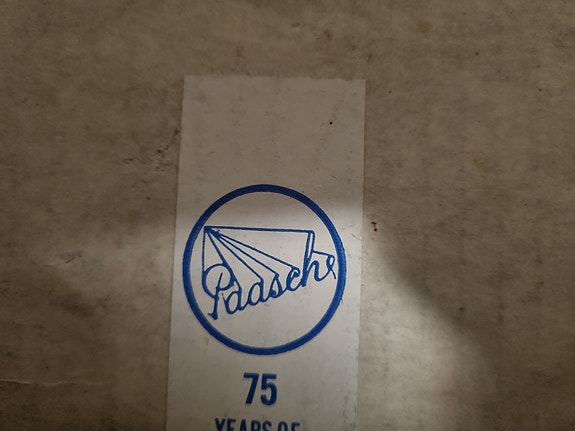 Paasche
75
YEARS OF